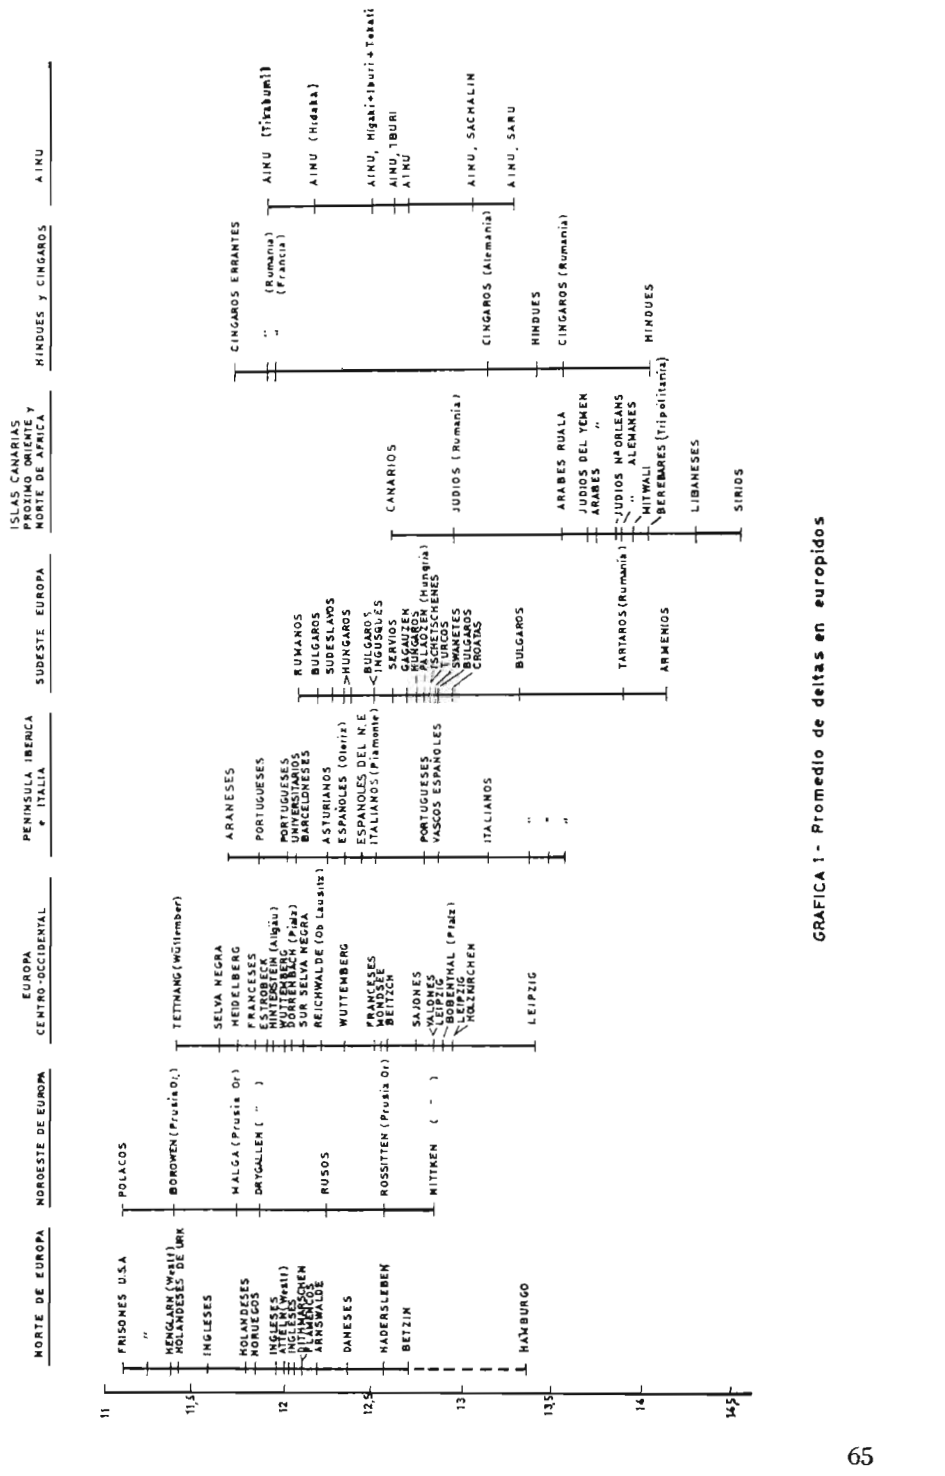 NORTE DE EUROPA
FRISONES U.S.A
"
HENGLARN (Westf)
HOLANDESES DE URK
INGLESES
HOLANDESES
NORUEGOS
INGLESES
ATTELN (Westf)
INGLESES
DITHMARSCHEN
FLAMENCOS
ARNSWALDE
DANESES
HADERSLEBEN
BETZIN
HAMBURGO
NOROESTE DE EUROPA
POLACOS
BOROWEN (Prusia Or.)
MALGA (Prusia Or)
DRYGALLEN ( " )
RUSOS
ROSSITTEN (Prusia Or)
NITTKEN ( " )
EUROPA
CENTRO-OCCIDENTAL
TETTNANG (Wüttember)
SELVA NEGRA
HEIDELBERG
FRANCESES
ESTROBECK
HINTERSTEIN (Allgäu)
WUTTEMBERG
DORRENBACH (Pfalz)
SUR SELVA NEGRA
REICHWALDE (Ob Lausitz)
WUTTEMBERG
FRANCESES
MONDSEE
BEITZCH
SAJONES
VALONES
LEIPZIG
BOBENTHAL (Pfalz)
LEIPZIG
HOLZKIRCHEN
LEIPZIG
PENINSULA IBERICA
e ITALIA
ARANESES
PORTUGUESES
PORTUGUESES
UNIVERSITARIOS
BARCELONESES
ASTURIANOS
ESPAÑOLES (Oloriz)
ESPAÑOLES DEL N.E
ITALIANOS (Piamonte)
PORTUGUESES
VASCOS ESPAÑOLES
ITALIANOS
"
"
"
SUDESTE EUROPA
RUMANOS
BULGAROS
SUDESLAVOS
>HUNGAROS
BULGAROS
INGUSQUES
SERVIOS
GAGAUZEN
HUNGAROS
PALAOZEN (Hungria)
TSCHETSCHENES
TURCOS
SWANETES
BULGAROS
CROATAS
BULGAROS
TARTAROS (Rumania)
ARMENIOS
ISLAS CANARIAS
PROXIMO ORIENTE y
NORTE DE AFRICA
CANARIOS
JUDIOS (Rumania)
ARABES RUALA
JUDIOS DEL YEMEN
ARABES "
JUDIOS Nª ORLEANS
" ALEMANES
MITWALI
BEREBARES (Tripolitania)
LIBANESES
SIRIOS
HINDUES y CINGAROS
CINGAROS ERRANTES
" (Rumania)
" (Francia)
CINGAROS (Alemania)
HINDUES
CINGAROS (Rumania)
HINDUES
AINU
AINU (Tikabumi)
AINU (Hidaka)
AINU, Higaki+Iburi+Tokati
AINU, IBURI
AINU
AINU, SACHALIN
AINU, SARU
11
11,5
12
12,5
13
13,5
14
14,5
GRAFICA 1 - Promedio de deltas en europidos
65